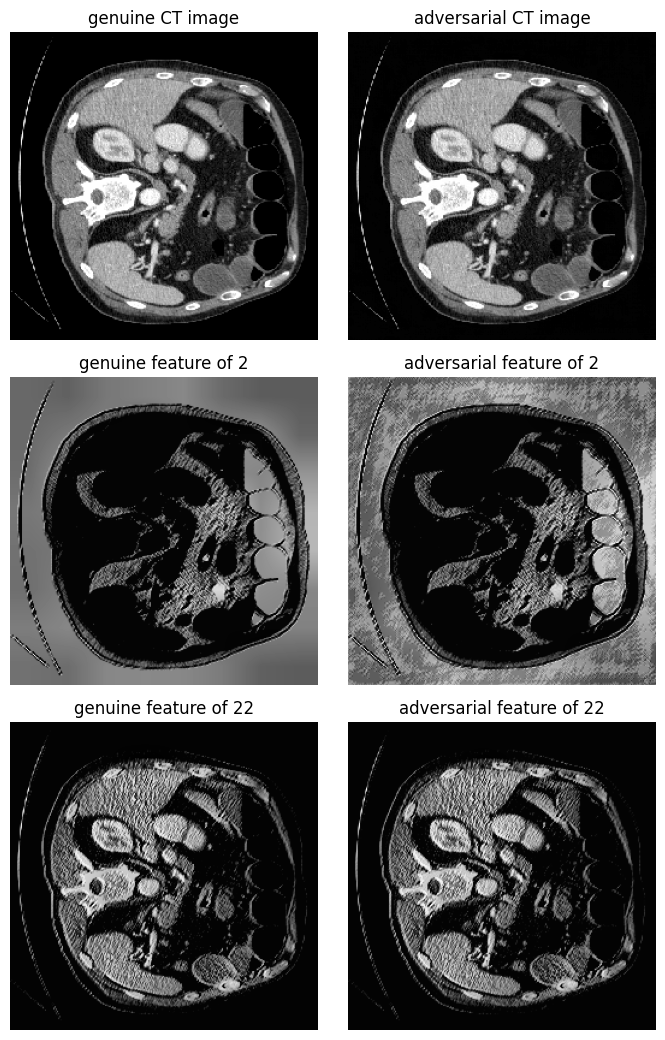 genuine CT image
adversarial CT image
genuine feature of 2
adversarial feature of 2
genuine feature of 22
adversarial feature of 22